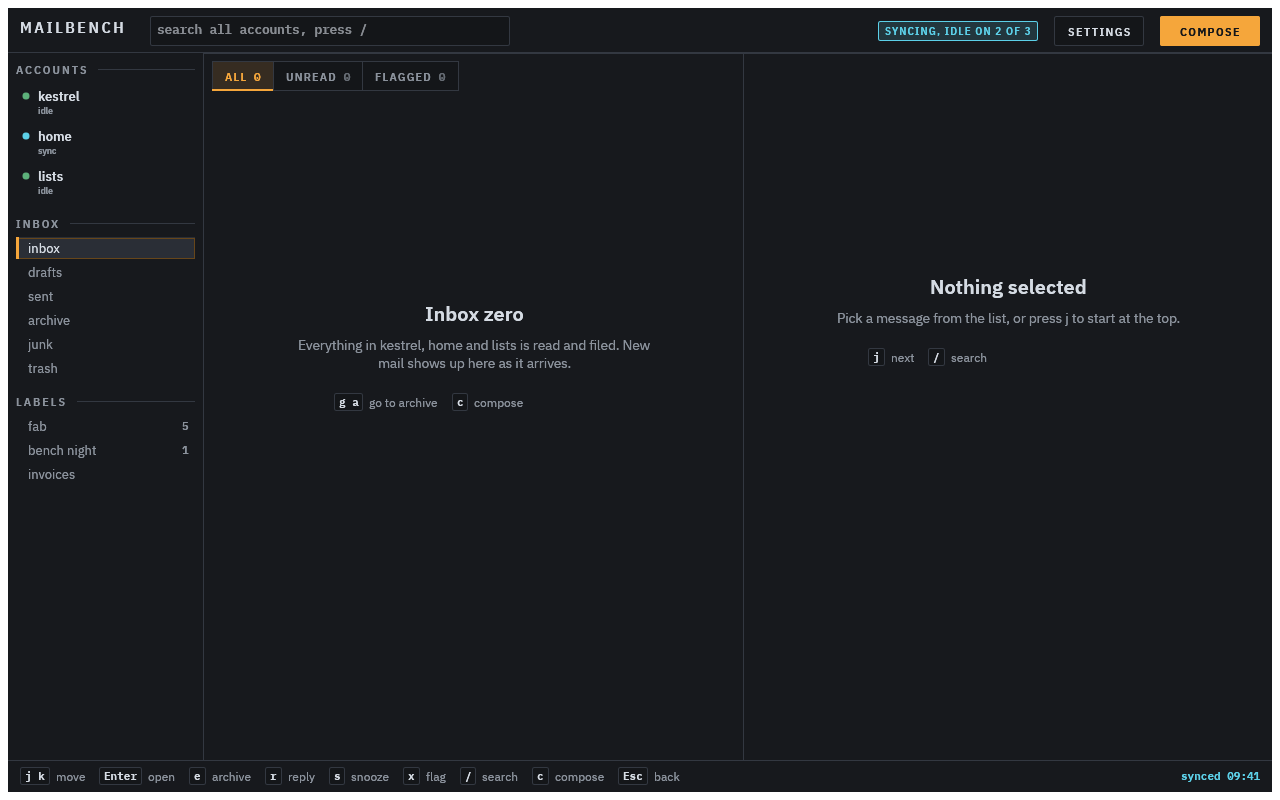 MAILBENCH
search all accounts, press /
SYNCING, IDLE ON 2 OF 3
SETTINGS
COMPOSE
ACCOUNTS
kestrel
idle
home
sync
lists
idle
INBOX
inbox
drafts
sent
archive
junk
trash
LABELS
fab 5
bench night 1
invoices
ALL 0 UNREAD 0 FLAGGED 0
Inbox zero
Everything in kestrel, home and lists is read and filed. New
mail shows up here as it arrives.
g a go to archive c compose
Nothing selected
Pick a message from the list, or press j to start at the top.
j next / search
j k move Enter open e archive r reply s snooze x flag / search c compose Esc back
synced 09:41